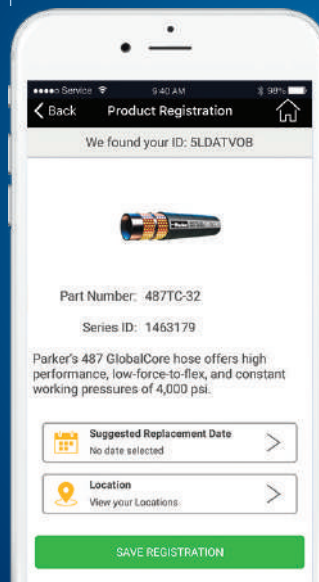 Service 9:40 AM 98%
Back Product Registration
We found your ID: 5LDATVOB
Parker
Part Number: 487TC-32
Series ID: 1463179
Parker's 487 GlobalCore hose offers high
performance, low-force-to-flex, and constant
working pressures of 4,000 psi.
Suggested Replacement Date
No date selected
Location
View your Locations
SAVE REGISTRATION